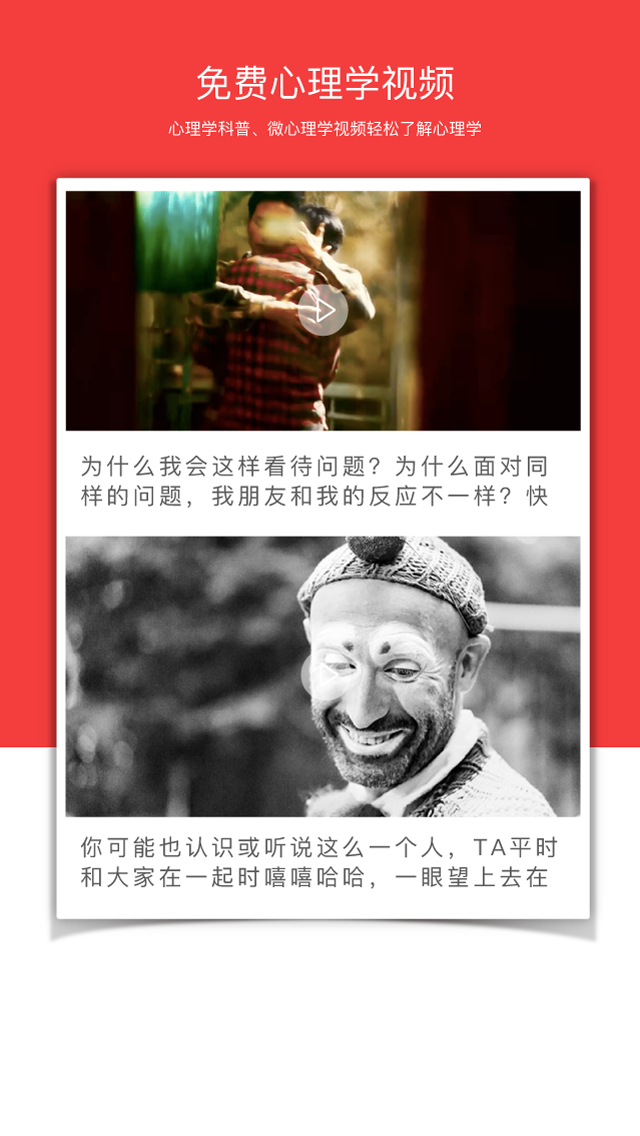 免费心理学视频
心理学科普、微心理学视频轻松了解心理学
为什么我会这样看待问题？为什么面对同
样的问题，我朋友和我的反应不一样？快
你可能也认识或听说这么一个人，TA平时
和大家在一起时嘻嘻哈哈，一眼望上去在